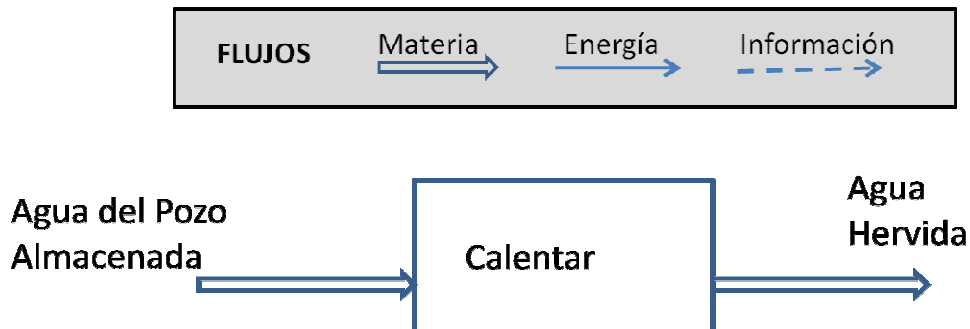 FLUJOS Materia Energía Información
Agua del Pozo
Almacenada
Calentar
Agua
Hervida